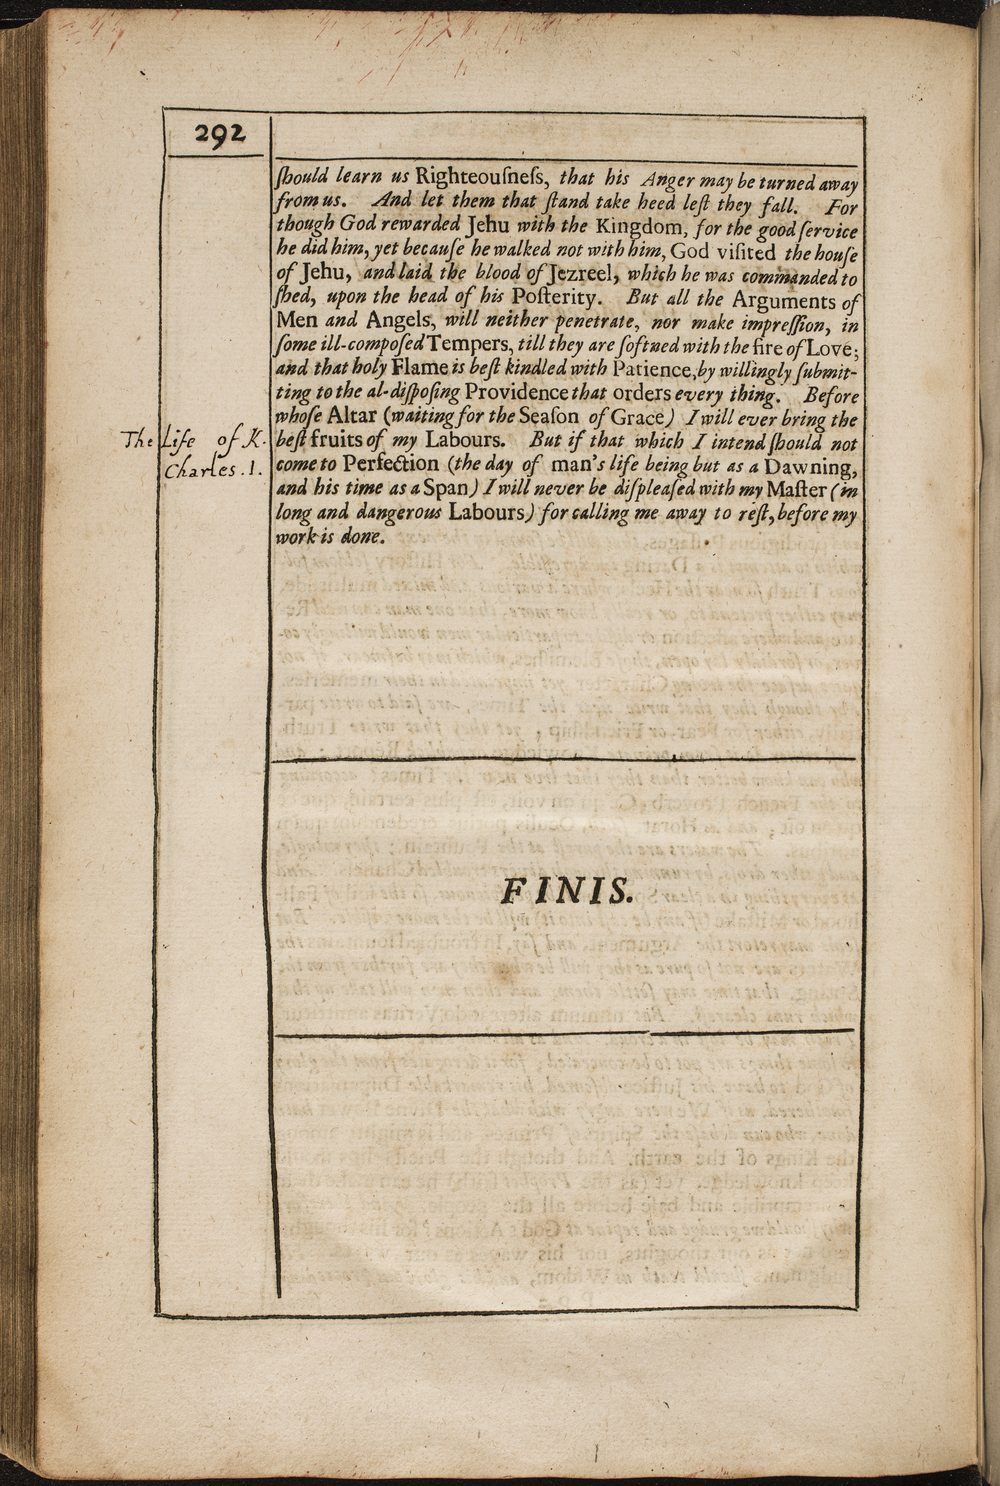 292
ſhould learn us Righteouſneſs, that his Anger may be turned away
from us. And let them that ſtand take heed leſt they fall. For
though God rewarded Jehu with the Kingdom, for the good ſervice
he did him, yet becauſe he walked not with him, God viſited the houſe
of Jehu, and laid the blood of Jezreel, which he was commanded to
ſhed, upon the head of his Poſterity. But all the Arguments of
Men and Angels, will neither penetrate, nor make impreſſion, in
ſome ill-compoſed Tempers, till they are ſoftned with the fire of Love;
and that holy Flame is beſt kindled with Patience, by willingly ſubmit-
ting to the al-diſpoſing Providence that orders every thing. Before
whoſe Altar (waiting for the Seaſon of Grace) I will ever bring the
beſt fruits of my Labours. But if that which I intend ſhould not
come to Perfection (the day of man's life being but as a Dawning,
and his time as a Span) I will never be diſpleaſed with my Maſter (in
long and dangerous Labours) for calling me away to reſt, before my
work is done.
The Life of K.
Charles. I.
FINIS.